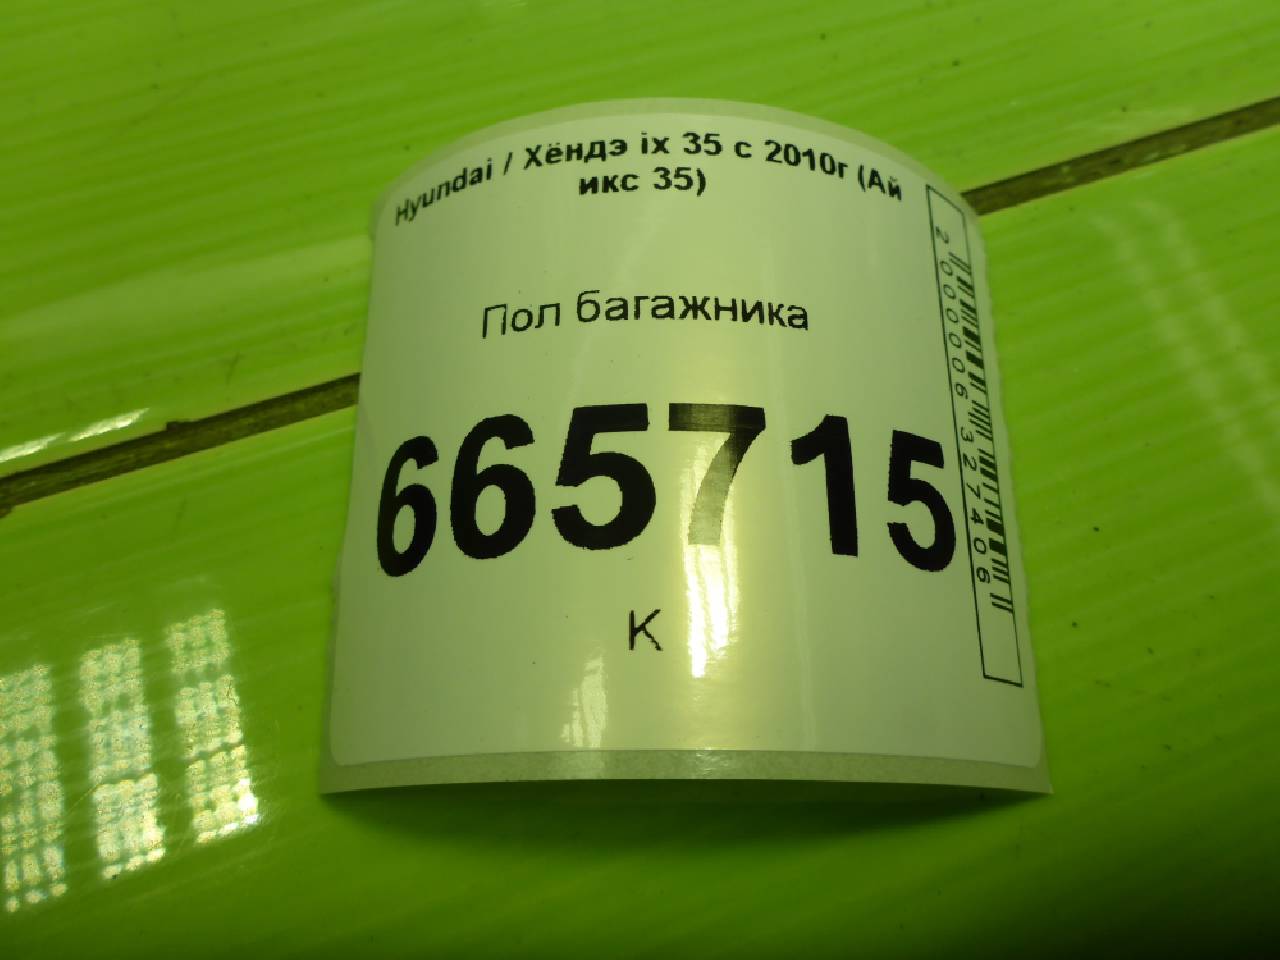 Hyundai / Хёндэ ix 35 с 2010г (Ай
икс 35)
Пол багажника
665715
К
2000006327406